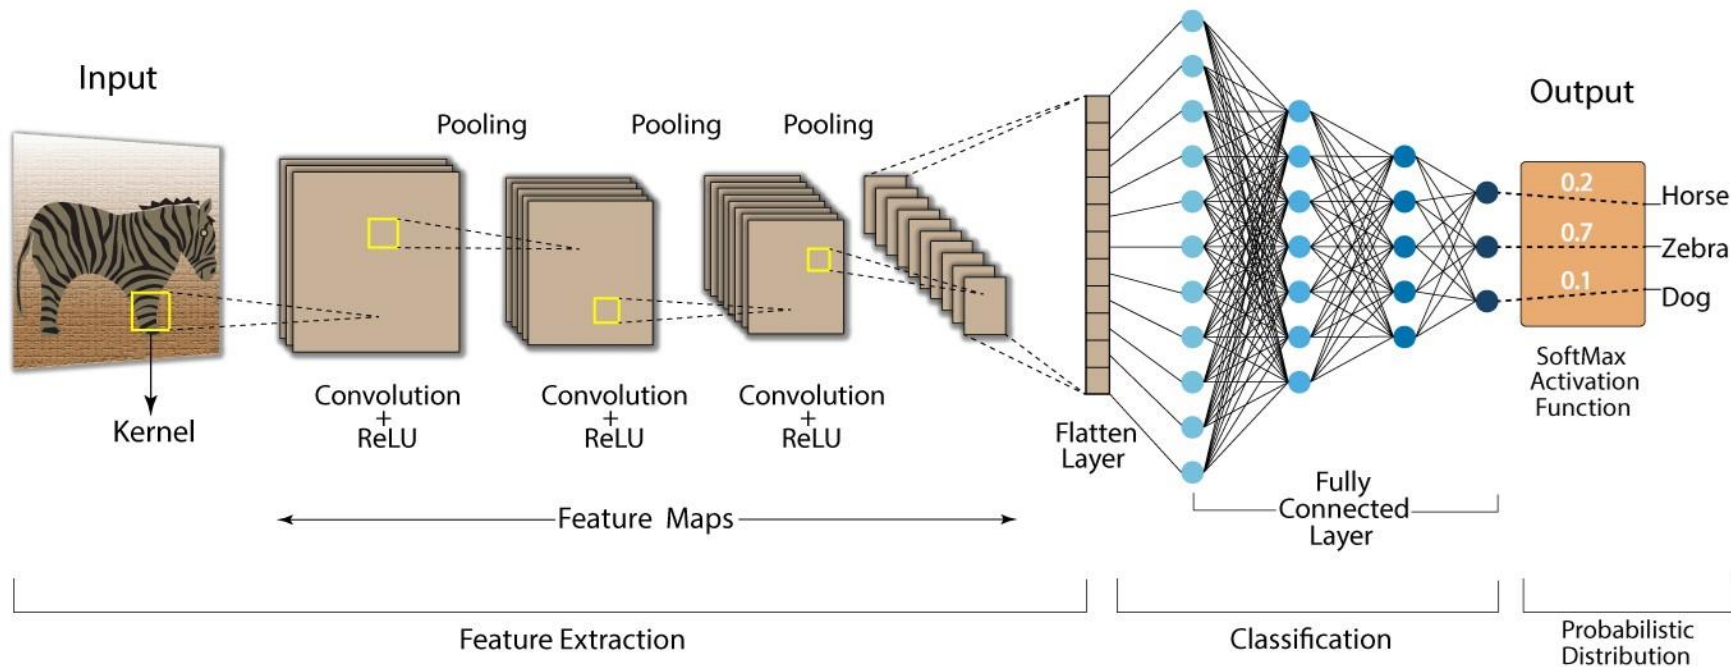 Input
Pooling
Pooling
Pooling
Output
0.2
Horse
0.7
Zebra
0.1
Dog
Kernel
Convolution
+
ReLU
Convolution
+
ReLU
Convolution
+
ReLU
Flatten
Layer
SoftMax
Activation
Function
Feature Maps
Fully
Connected
Layer
Feature Extraction
Classification
Probabilistic
Distribution